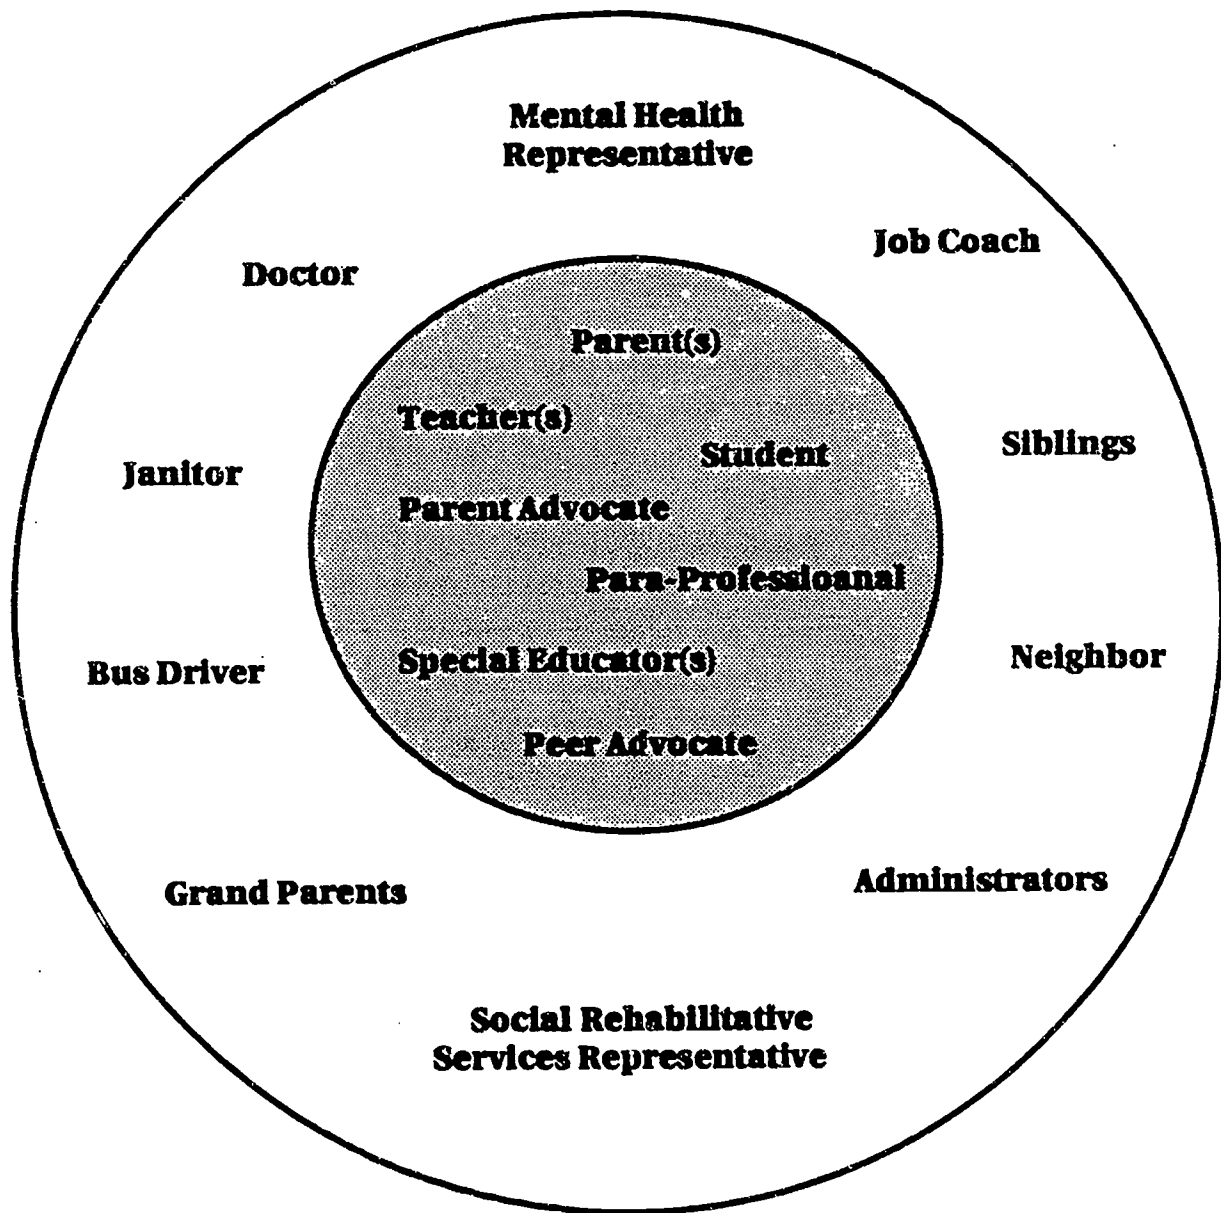 Mental Health
Representative
Job Coach
Doctor
Parent(s)
Teacher(s)
Siblings
Student
Janitor
Parent Advocate
Para-Professioanal
Neighbor
Special Educator(s)
Bus Driver
Peer Advocate
Administrators
Grand Parents
Social Rehabilitative
Services Representative